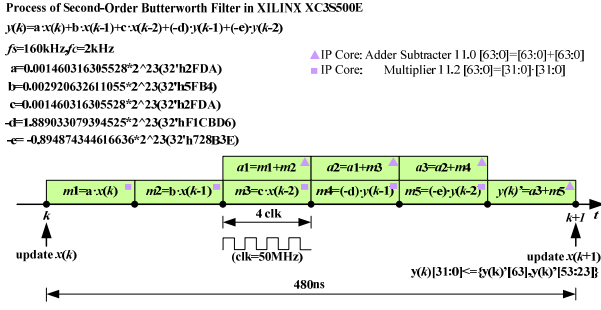 Process of Second-Order Butterworth Filter in XILINX XC3S500E
y(k)=a·x(k)+b·x(k-1)+c·x(k-2)+(-d)·y(k-1)+(-e)·y(k-2)
fs=160kHz,fc=2kHz
a=0.001460316305528*2^23(32'h2FDA)
b=0.002920632611055*2^23(32'h5FB4)
c=0.001460316305528*2^23(32'h2FDA)
-d=1.889033079394525*2^23(32'hF1CBD6)
-e= -0.894874344616636*2^23(32'h728B3E)
IP Core: Adder Subtracter 11.0 [63:0]=[63:0]+[63:0]
IP Core: Multiplier 11.2 [63:0]=[31:0]·[31:0]
a1=m1+m2 a2=a1+m3 a3=a2+m4
m1=a·x(k) m2=b·x(k-1) m3=c·x(k-2) m4=(-d)·y(k-1) m5=(-e)·y(k-2) y(k)'=a3+m5
k k+1 t
4 clk
(clk=50MHz)
update x(k)
update x(k+1)
y(k)[31:0]<={y(k)'[63],y(k)'[53:23]}
480ns